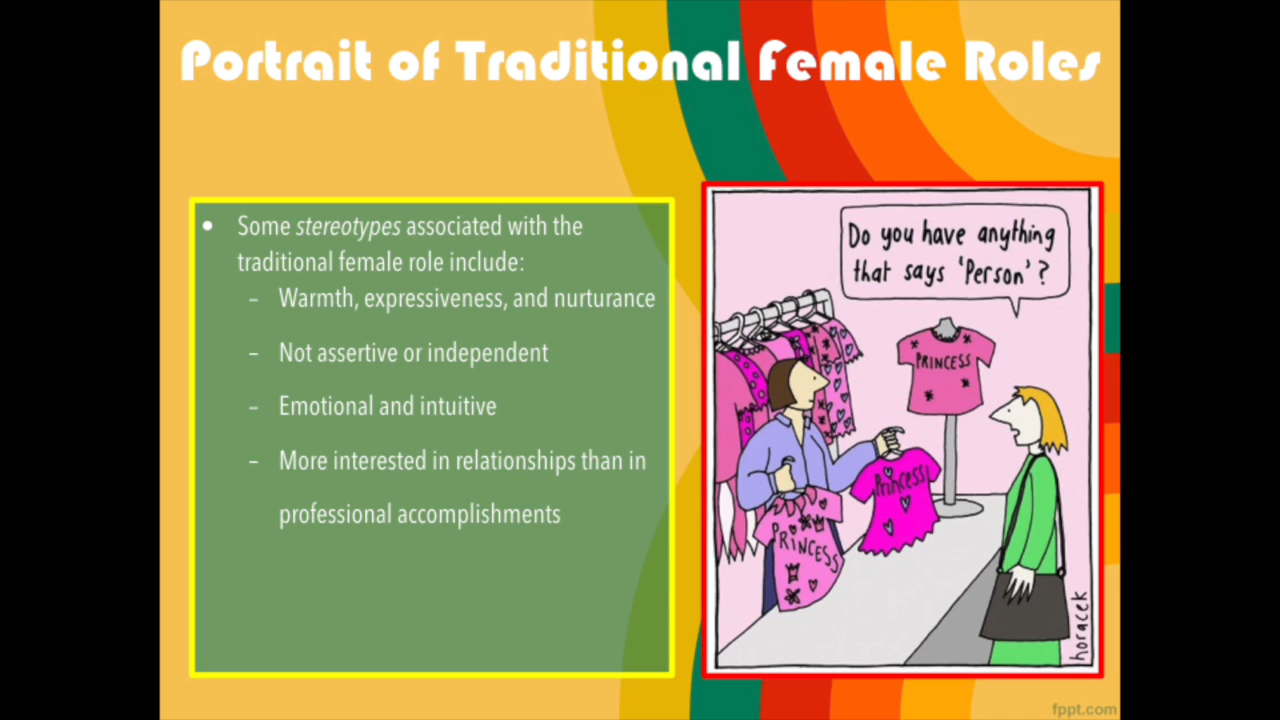 Portrait of Traditional Female Roles
• Some stereotypes associated with the
traditional female role include:
– Warmth, expressiveness, and nurturance
– Not assertive or independent
– Emotional and intuitive
– More interested in relationships than in
professional accomplishments
Do you have anything
that says 'Person'?
PRINCESS
Princess
PRINCESS
horacek
fppt.com